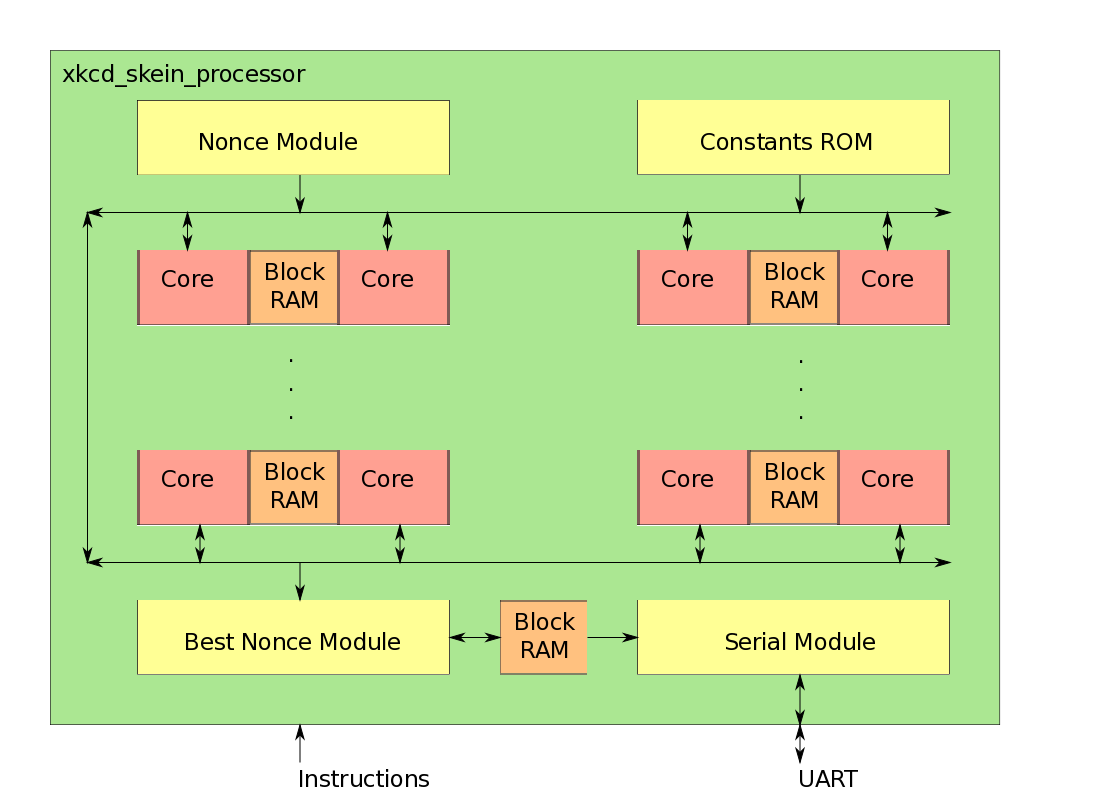 xkcd_skein_processor
Nonce Module
Constants ROM
Core
Block
RAM
Core
Core
Block
RAM
Core
.
.
.
.
.
.
Core
Block
RAM
Core
Core
Block
RAM
Core
Best Nonce Module
Block
RAM
Serial Module
Instructions
UART